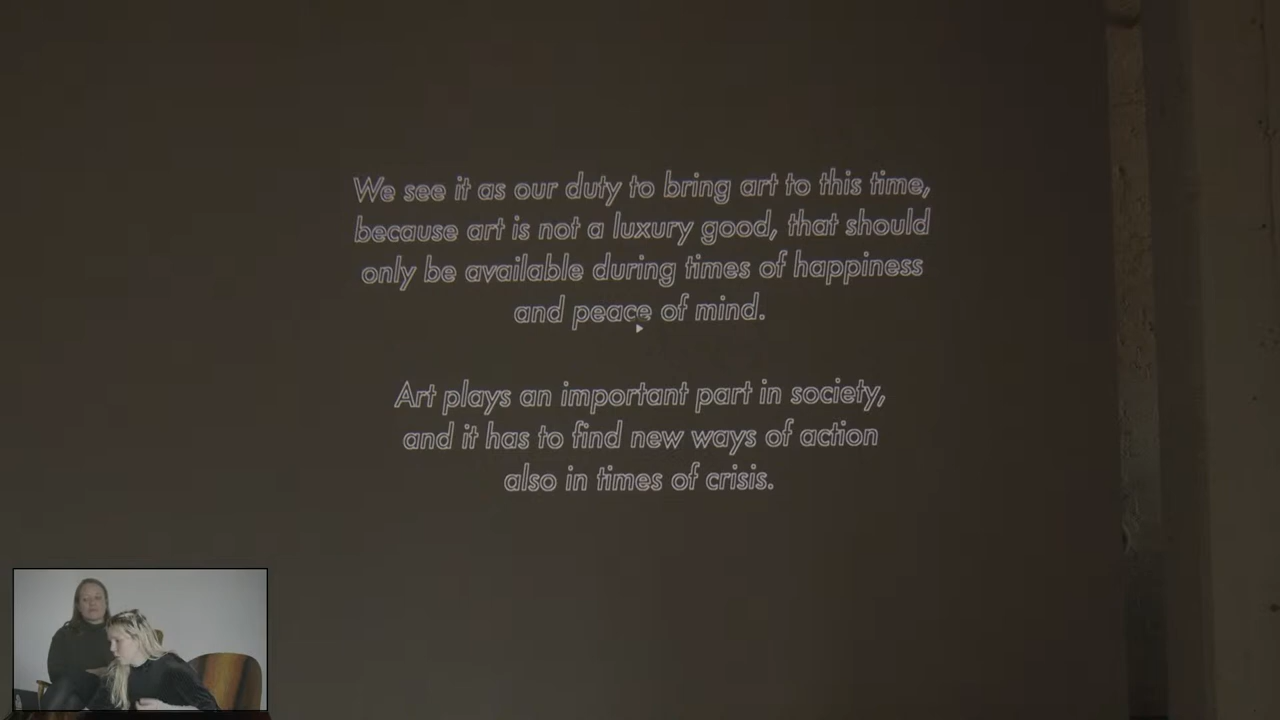 We see it as our duty to bring art to this time,
because art is not a luxury good, that should
only be available during times of happiness
and peace of mind.
Art plays an important part in society,
and it has to find new ways of action
also in times of crisis.